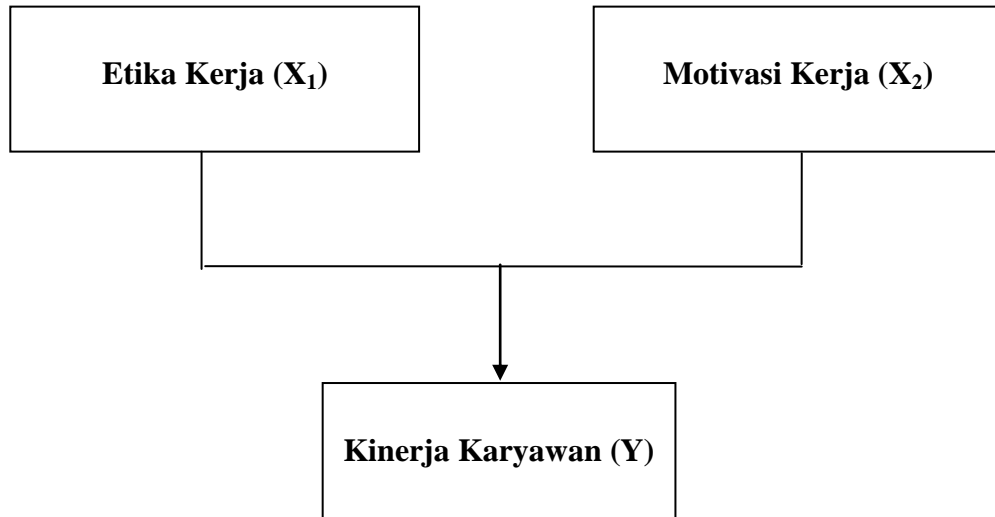 Etika Kerja (X₁)
Motivasi Kerja (X₂)
Kinerja Karyawan (Y)